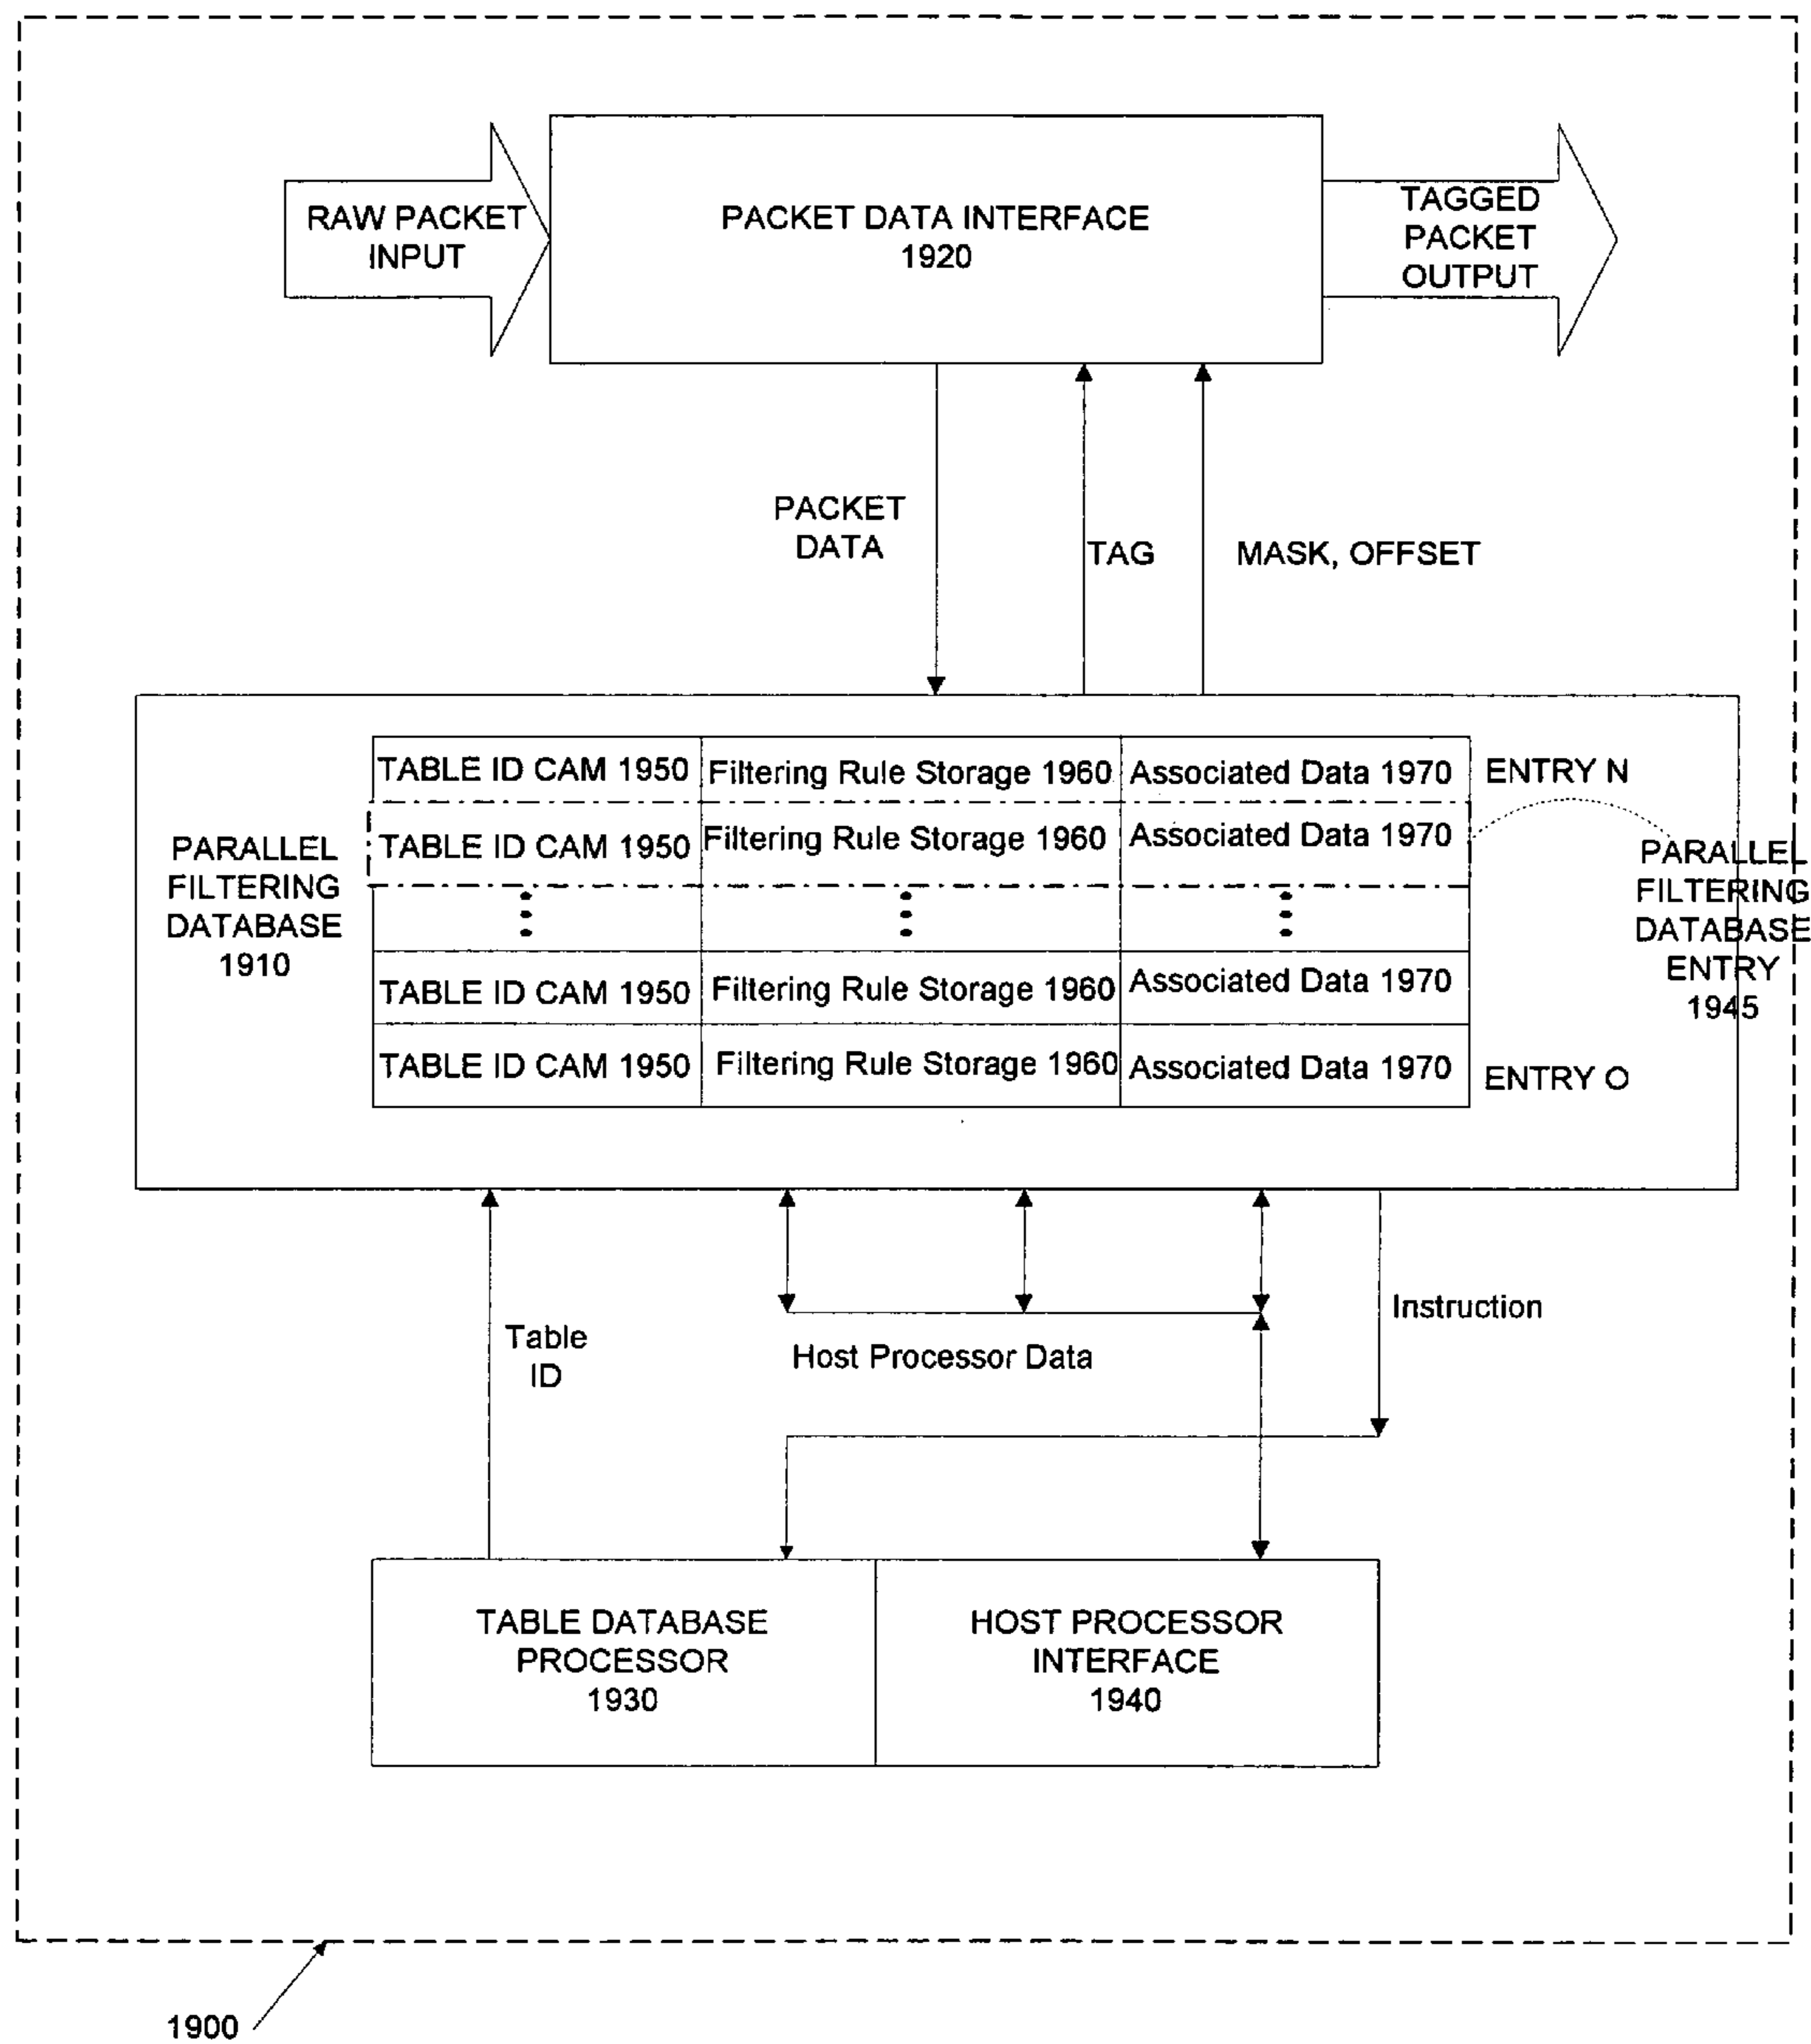 RAW PACKET
INPUT
PACKET DATA INTERFACE
1920
TAGGED
PACKET
OUTPUT
PACKET
DATA
TAG
MASK, OFFSET
PARALLEL
FILTERING
DATABASE
1910
TABLE ID CAM 1950 Filtering Rule Storage 1960 Associated Data 1970 ENTRY N
TABLE ID CAM 1950 Filtering Rule Storage 1960 Associated Data 1970
TABLE ID CAM 1950 Filtering Rule Storage 1960 Associated Data 1970
TABLE ID CAM 1950 Filtering Rule Storage 1960 Associated Data 1970 ENTRY O
PARALLEL
FILTERING
DATABASE
ENTRY
1945
Table
ID
Host Processor Data
Instruction
TABLE DATABASE
PROCESSOR
1930
HOST PROCESSOR
INTERFACE
1940
1900